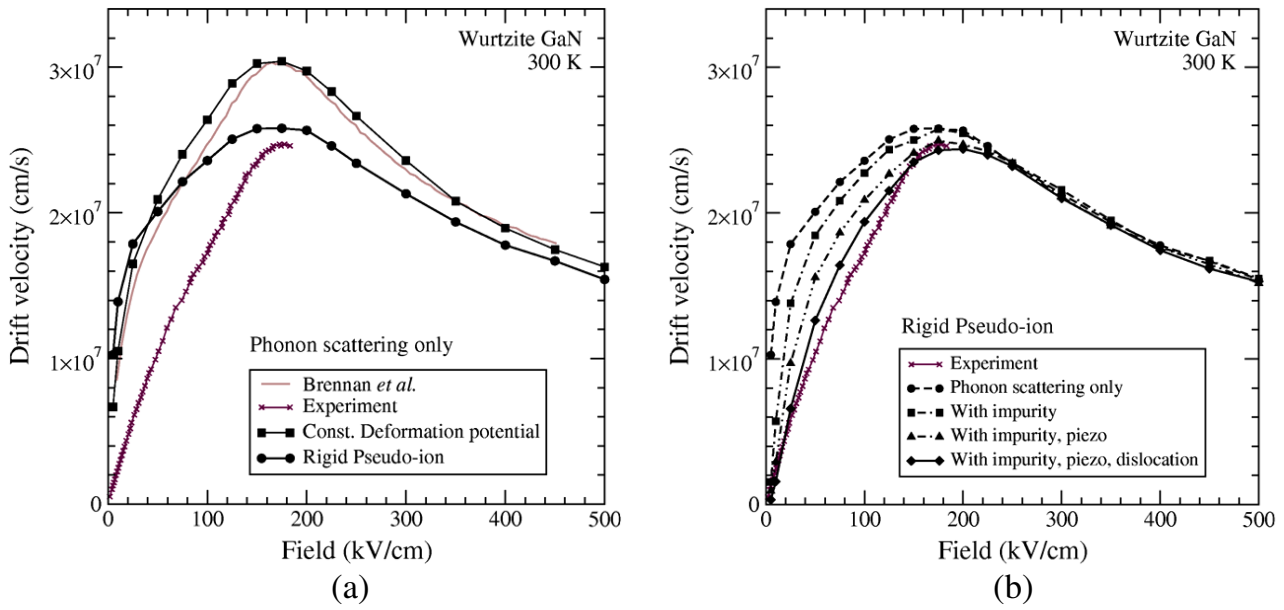 Wurtzite GaN
300 K
3×10⁷
2×10⁷
1×10⁷
0
Drift velocity (cm/s)
Phonon scattering only
Brennan et al.
Experiment
Const. Deformation potential
Rigid Pseudo-ion
0 100 200 300 400 500
Field (kV/cm)
(a)
Wurtzite GaN
300 K
3×10⁷
2×10⁷
1×10⁷
0
Drift velocity (cm/s)
Rigid Pseudo-ion
Experiment
Phonon scattering only
With impurity
With impurity, piezo
With impurity, piezo, dislocation
0 100 200 300 400 500
Field (kV/cm)
(b)